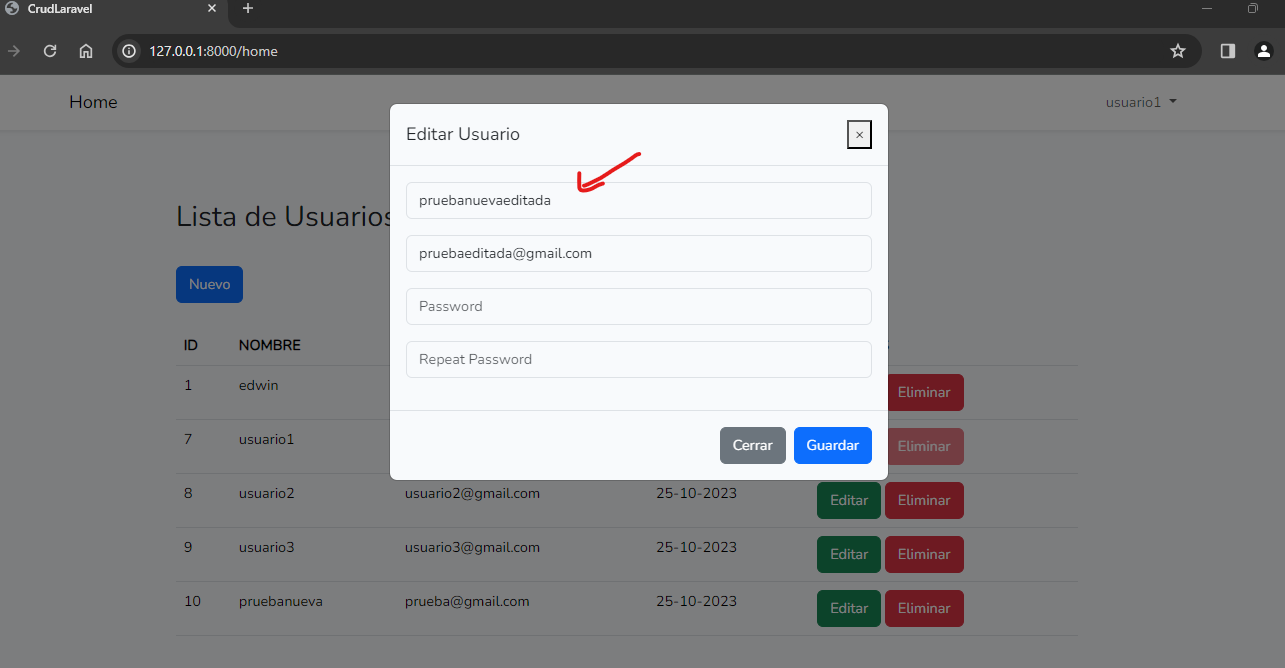 CrudLaravel
127.0.0.1:8000/home
Home
usuario1
Editar Usuario
×
pruebanuevaeditada
pruebaeditada@gmail.com
Password
Repeat Password
Cerrar Guardar
Lista de Usuarios
Nuevo
ID NOMBRE
1 edwin Eliminar
7 usuario1 Eliminar
8 usuario2 usuario2@gmail.com 25-10-2023 Editar Eliminar
9 usuario3 usuario3@gmail.com 25-10-2023 Editar Eliminar
10 pruebanueva prueba@gmail.com 25-10-2023 Editar Eliminar